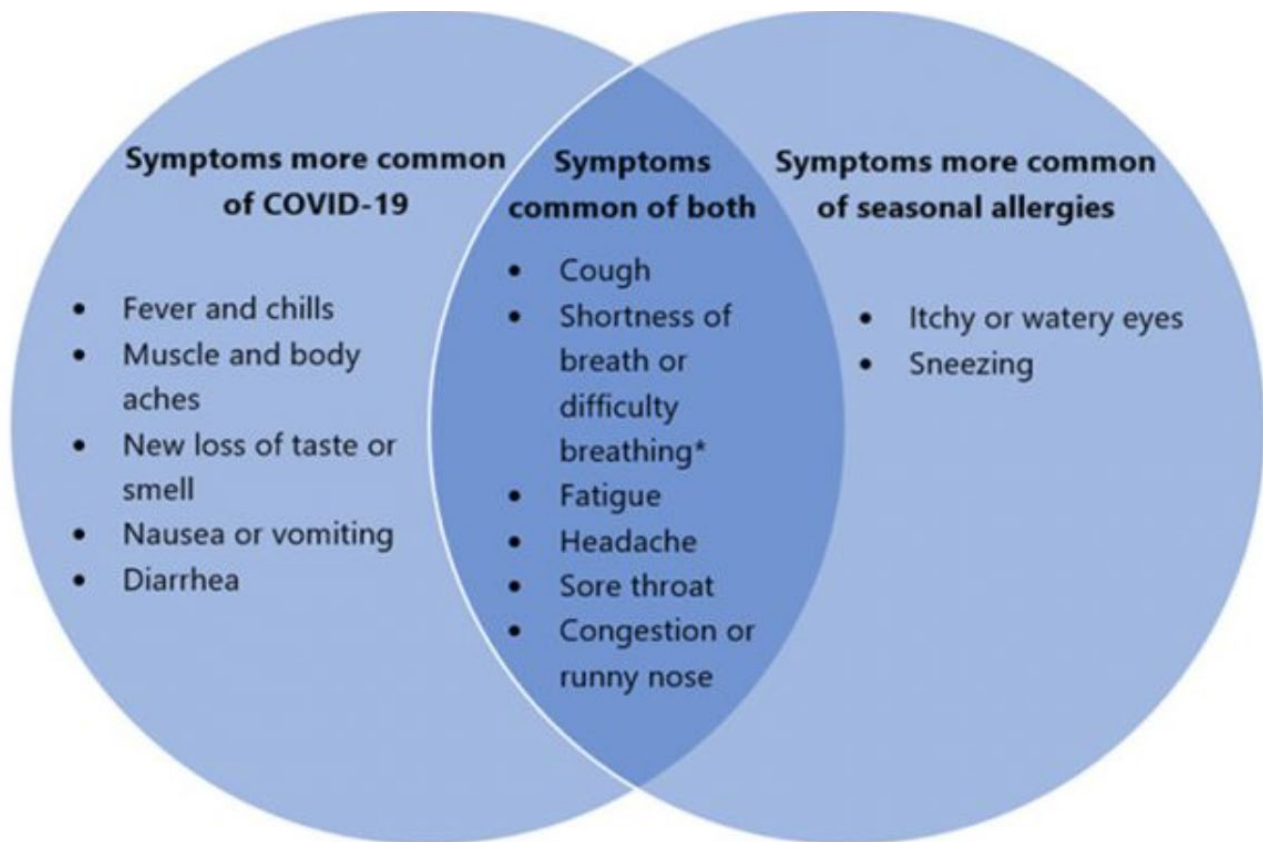 Symptoms more common
of COVID-19
• Fever and chills
• Muscle and body
aches
• New loss of taste or
smell
• Nausea or vomiting
• Diarrhea
Symptoms
common of both
• Cough
• Shortness of
breath or
difficulty
breathing*
• Fatigue
• Headache
• Sore throat
• Congestion or
runny nose
Symptoms more common
of seasonal allergies
• Itchy or watery eyes
• Sneezing